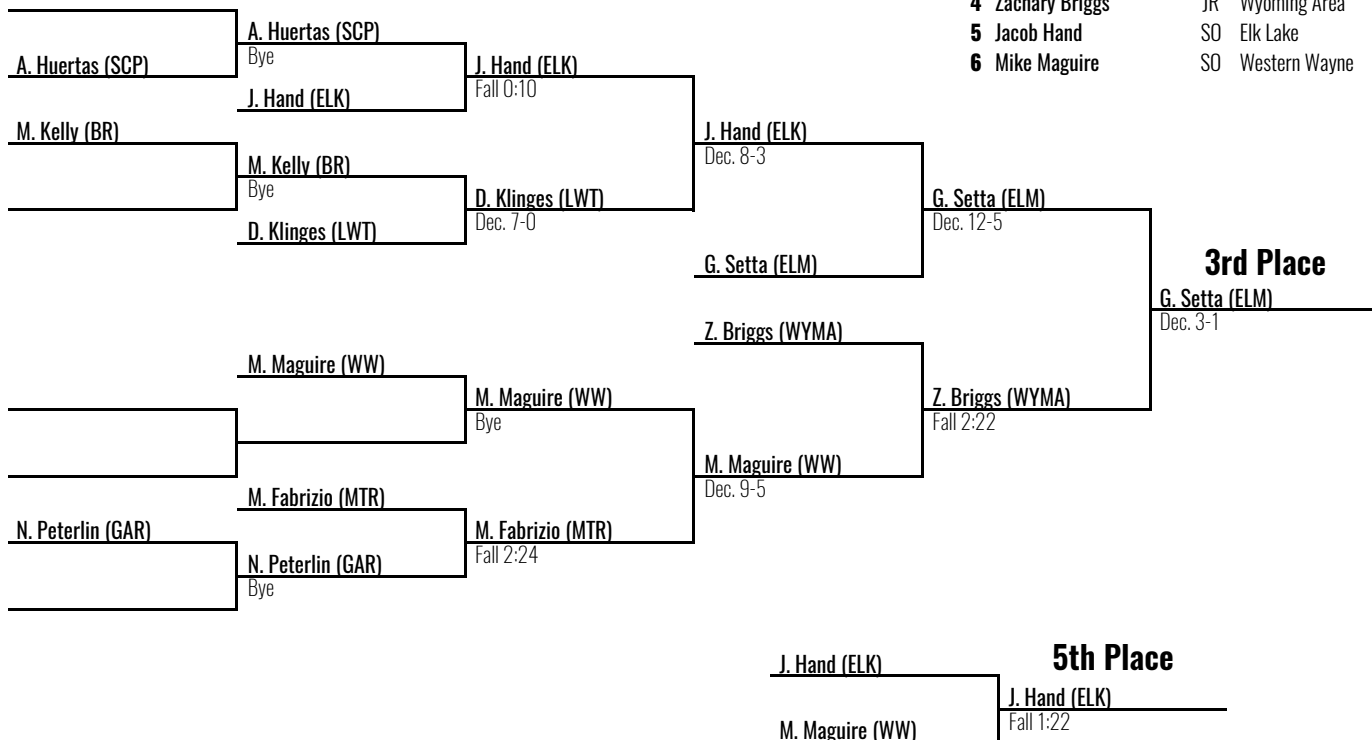 4 Zachary Briggs JR Wyoming Area
5 Jacob Hand SO Elk Lake
6 Mike Maguire SO Western Wayne
A. Huertas (SCP)
A. Huertas (SCP)
Bye
J. Hand (ELK)
J. Hand (ELK)
Fall 0:10
M. Kelly (BR)
M. Kelly (BR)
Bye
D. Klinges (LWT)
D. Klinges (LWT)
Dec. 7-0
J. Hand (ELK)
Dec. 8-3
G. Setta (ELM)
G. Setta (ELM)
Dec. 12-5
3rd Place
G. Setta (ELM)
Dec. 3-1
Z. Briggs (WYMA)
M. Maguire (WW)
M. Maguire (WW)
Bye
Z. Briggs (WYMA)
Fall 2:22
M. Maguire (WW)
Dec. 9-5
M. Fabrizio (MTR)
N. Peterlin (GAR)
N. Peterlin (GAR)
Bye
M. Fabrizio (MTR)
Fall 2:24
5th Place
J. Hand (ELK)
J. Hand (ELK)
Fall 1:22
M. Maguire (WW)